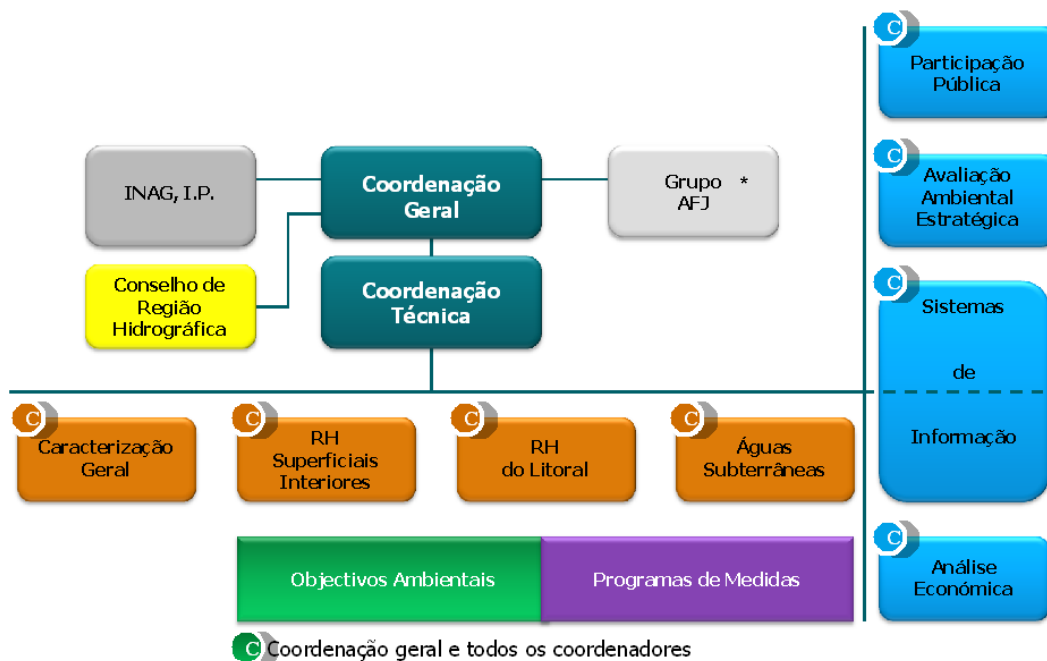 C
Participação
Pública
INAG, I.P.
Coordenação
Geral
Grupo *
AFJ
C
Avaliação
Ambiental
Estratégica
Conselho de
Região
Hidrográfica
Coordenação
Técnica
C
Sistemas
de
Informação
C
Caracterização
Geral
C
RH
Superficiais
Interiores
C
RH
do Litoral
C
Águas
Subterrâneas
Objectivos Ambientais
Programas de Medidas
C
Análise
Económica
C Coordenação geral e todos os coordenadores